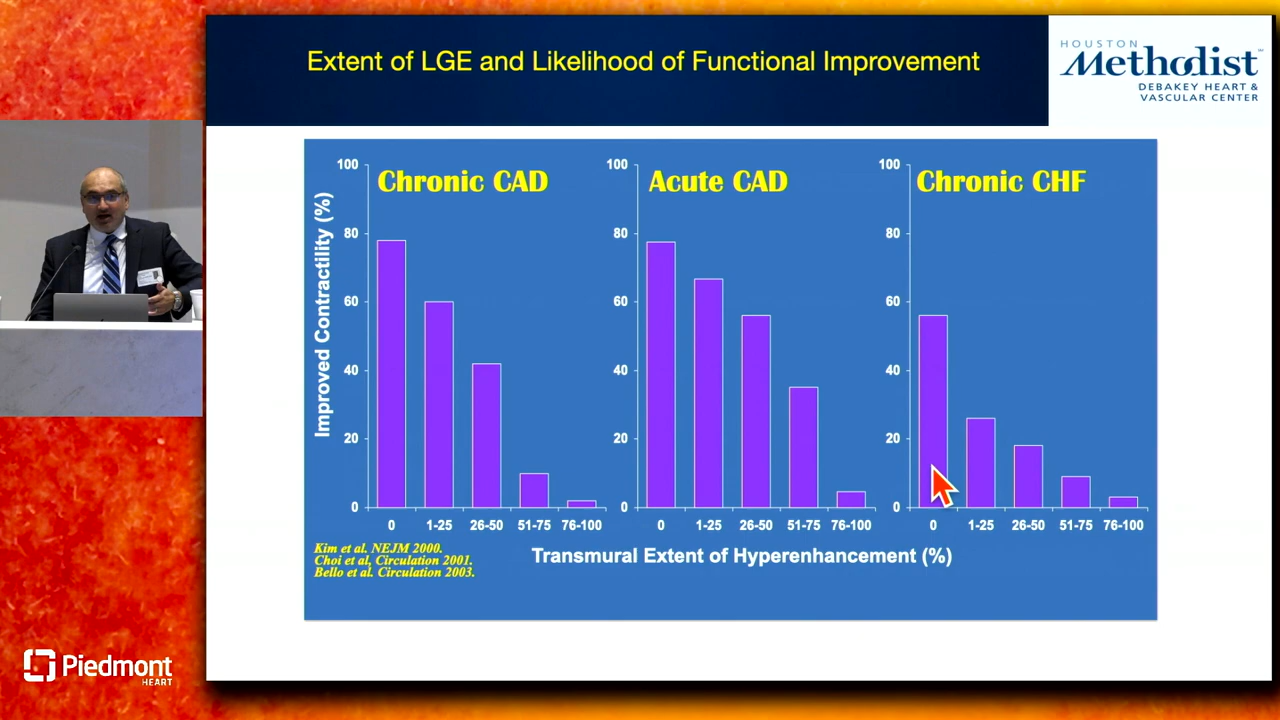 Extent of LGE and Likelihood of Functional Improvement
HOUSTON
Methodist
DEBAKEY HEART &
VASCULAR CENTER
Improved Contractility (%)
100
80
60
40
20
0
Chronic CAD
0 1-25 26-50 51-75 76-100
100
80
60
40
20
0
Acute CAD
0 1-25 26-50 51-75 76-100
100
80
60
40
20
0
Chronic CHF
0 1-25 26-50 51-75 76-100
Transmural Extent of Hyperenhancement (%)
Kim et al. NEJM 2000.
Choi et al, Circulation 2001.
Bello et al. Circulation 2003.
Piedmont
HEART